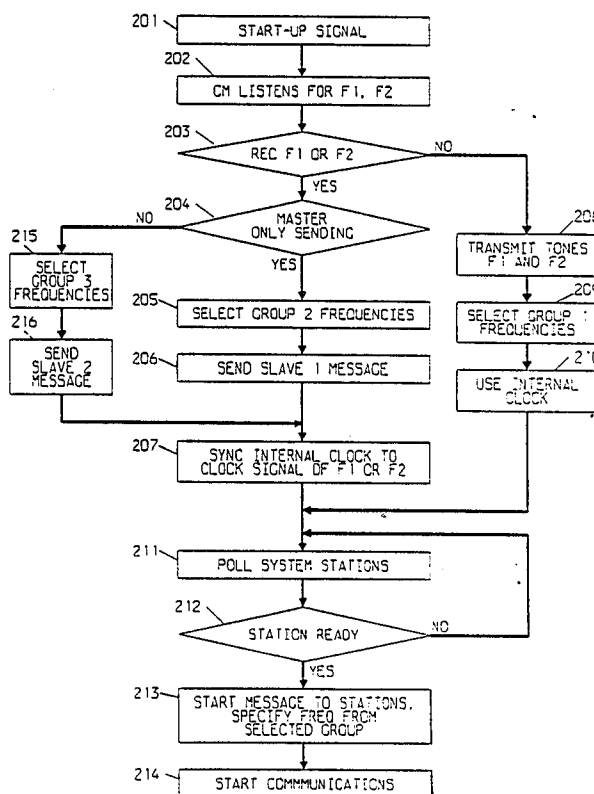 201
START-UP SIGNAL
202
CM LISTENS FOR F1, F2
203
REC F1 OR F2
NO
YES
204
MASTER
ONLY SENDING
NO
YES
215
SELECT
GROUP 3
FREQUENCIES
216
SEND
SLAVE 2
MESSAGE
205
SELECT GROUP 2 FREQUENCIES
206
SEND SLAVE 1 MESSAGE
208
TRANSMIT TONES
F1 AND F2
209
SELECT GROUP 1
FREQUENCIES
210
USE INTERNAL
CLOCK
207
SYNC INTERNAL CLOCK TO
CLOCK SIGNAL OF F1 OR F2
211
POLL SYSTEM STATIONS
212
STATION READY
NO
YES
213
START MESSAGE TO STATIONS,
SPECIFY FREQ FROM
SELECTED GROUP
214
START COMMMUNICATIONS